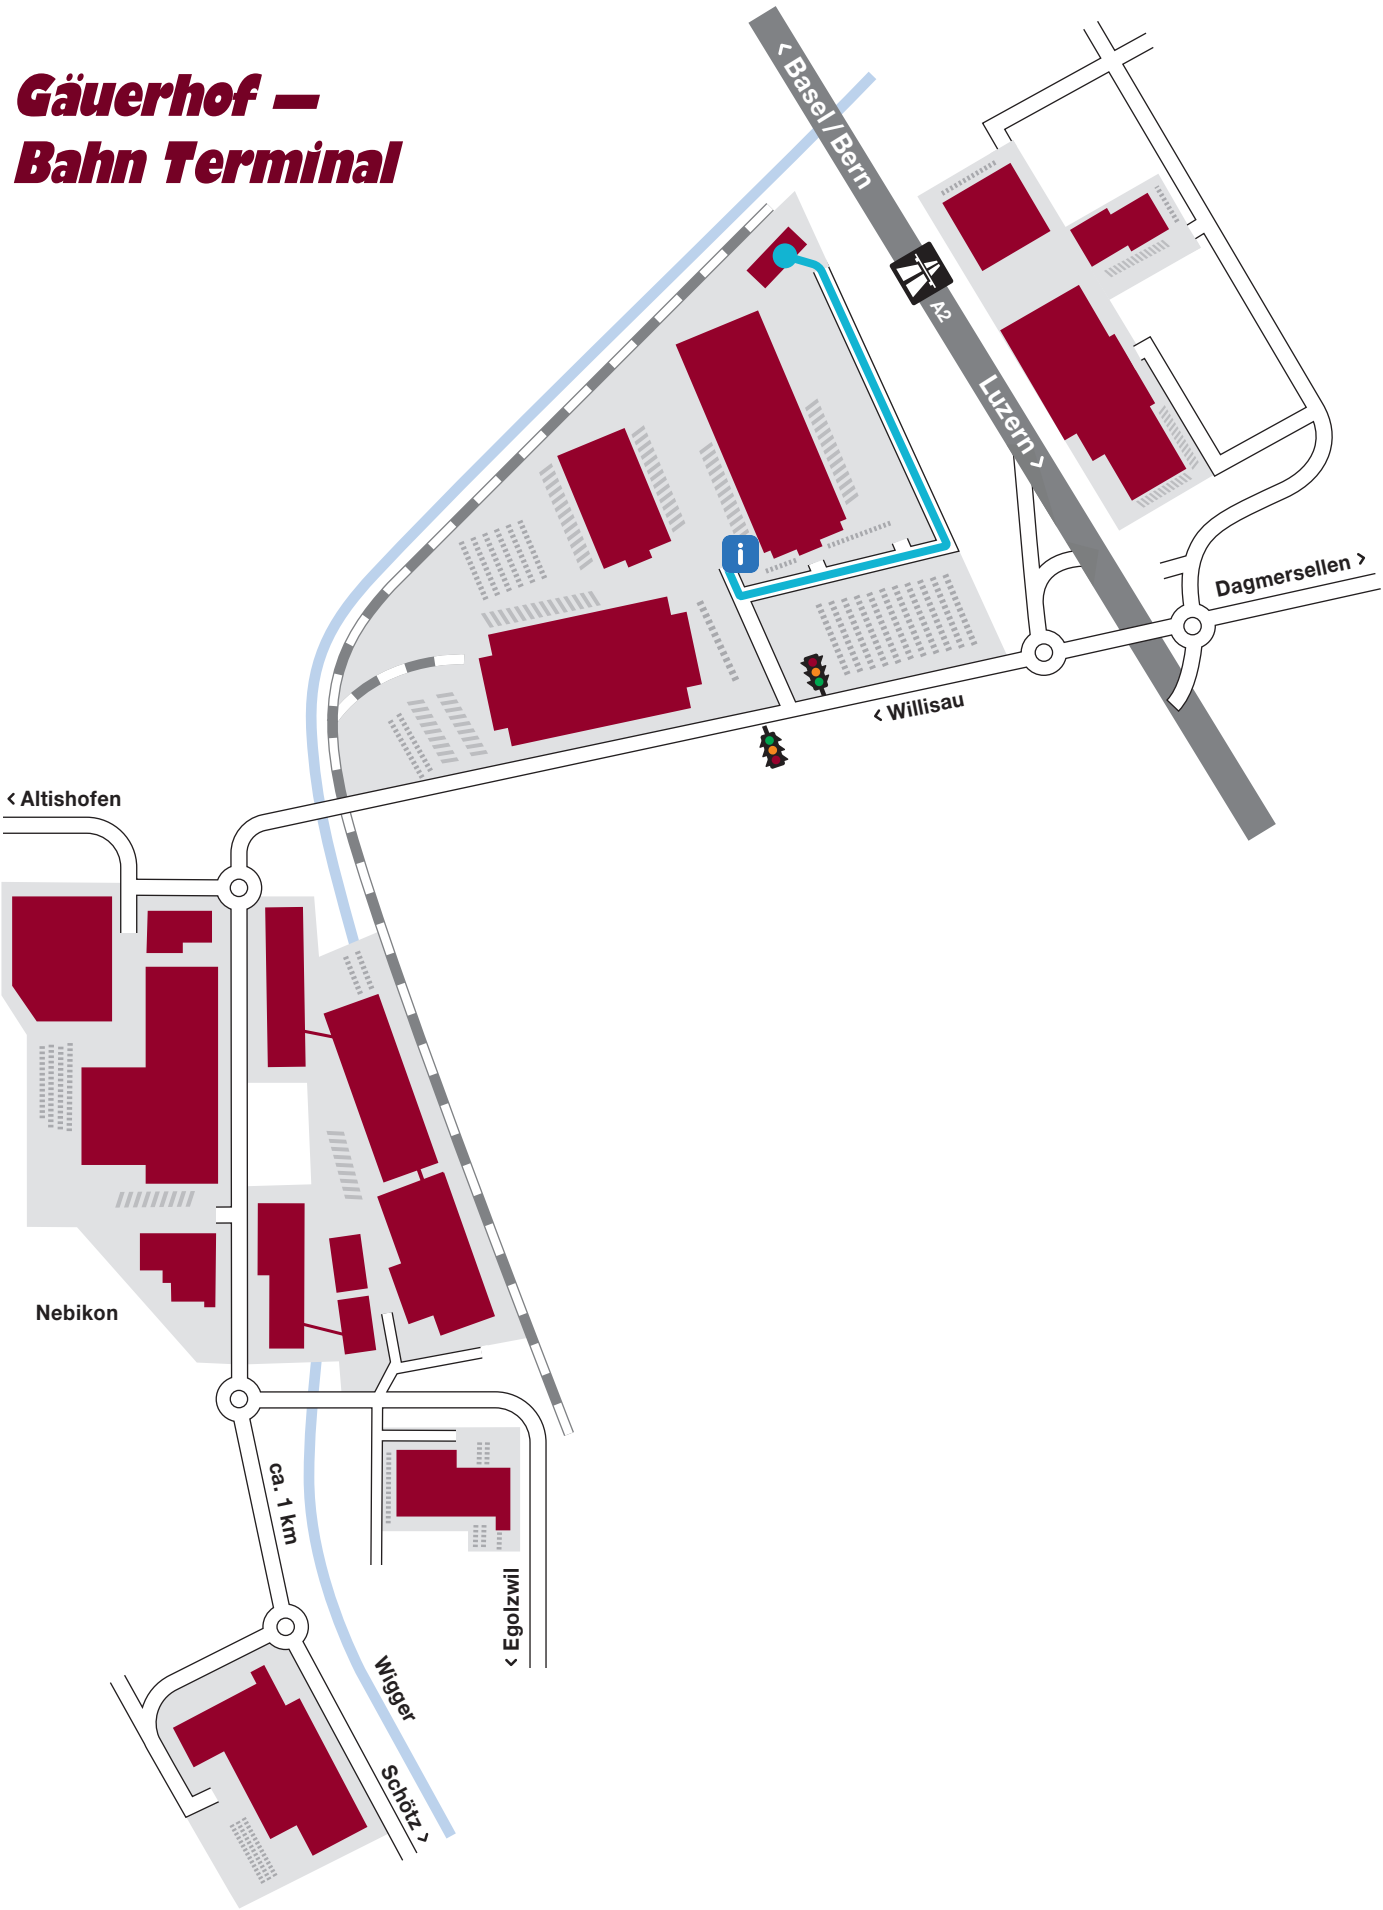 Gäuerhof –
Bahn Terminal
‹ Basel / Bern
A2
Luzern ›
Dagmersellen ›
i
‹ Willisau
‹ Altishofen
Nebikon
ca. 1 km
‹ Egolzwil
Wigger
Schötz ›